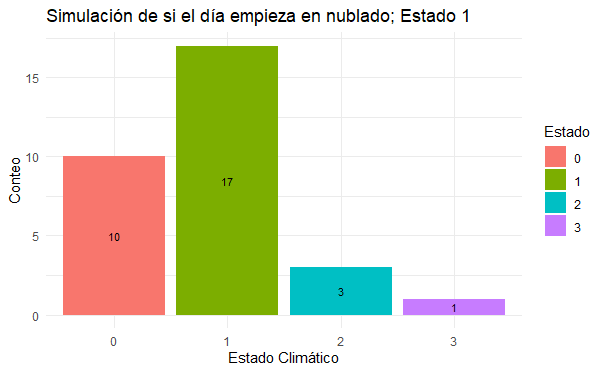 Simulación de si el día empieza en nublado; Estado 1
15
10
5
0
Conteo
10
17
3
1
0 1 2 3
Estado Climático
Estado
0
1
2
3